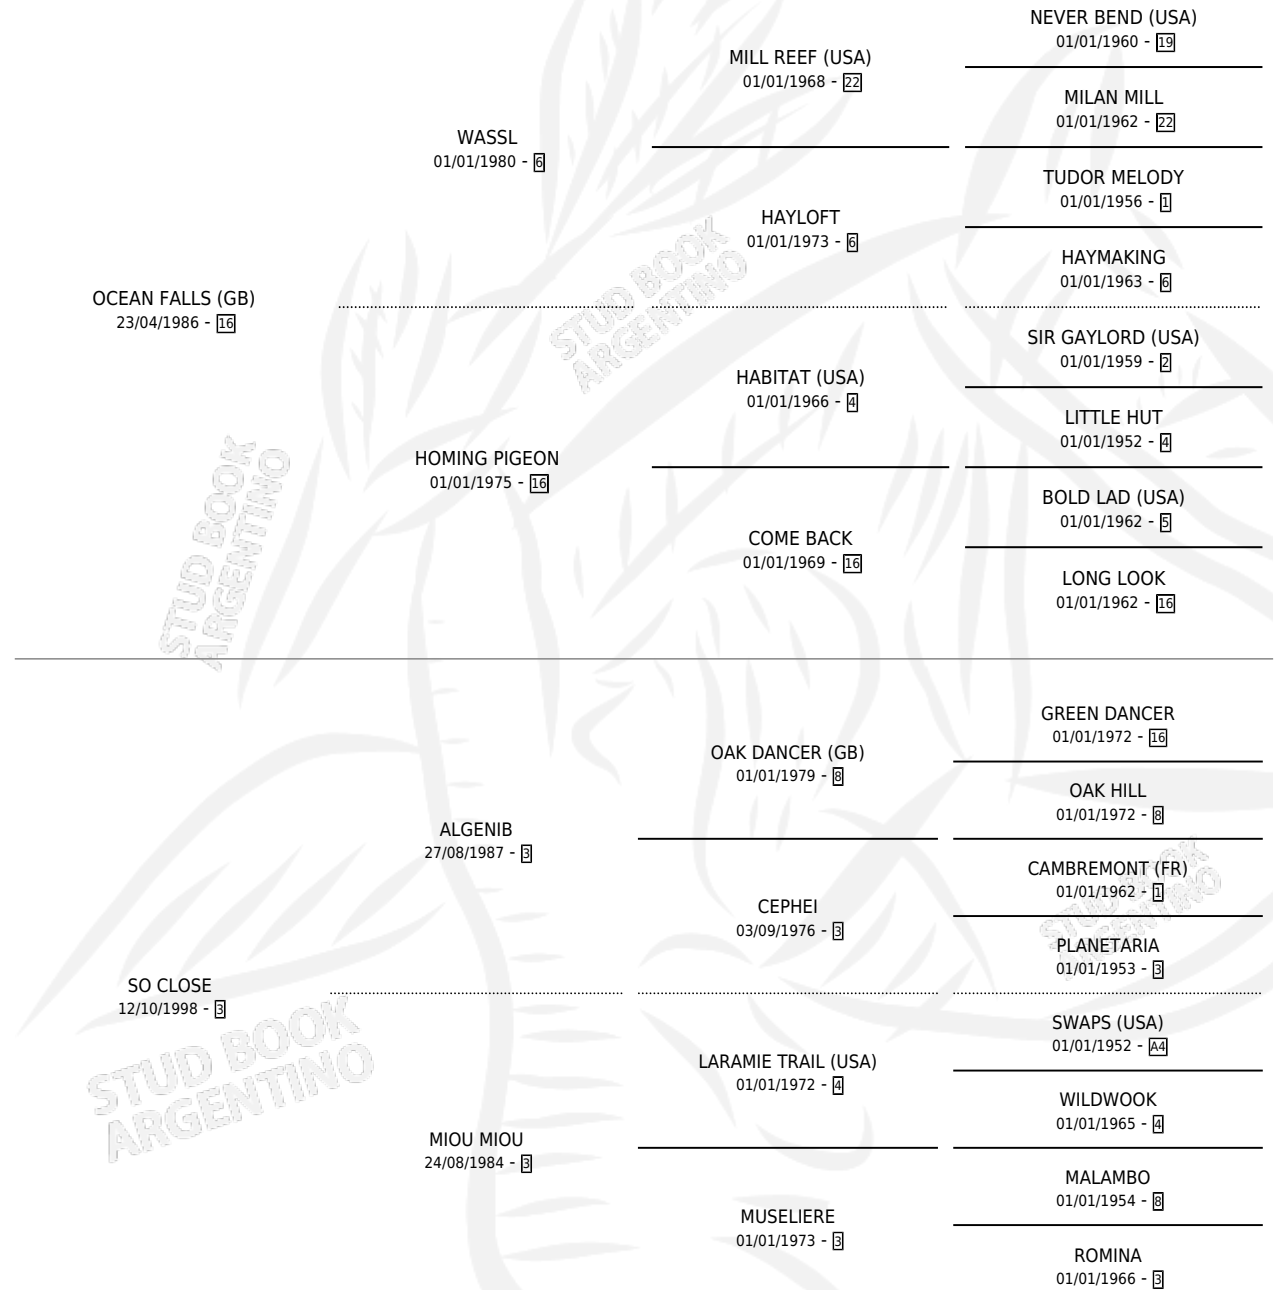 NEVER BEND (USA)
01/01/1960 - 19
MILL REEF (USA)
01/01/1968 - 22
MILAN MILL
01/01/1962 - 22
WASSL
01/01/1980 - 6
TUDOR MELODY
01/01/1956 - 1
HAYLOFT
01/01/1973 - 6
HAYMAKING
01/01/1963 - 6
OCEAN FALLS (GB)
23/04/1986 - 16
STUD BOOK
ARGENTINO
SIR GAYLORD (USA)
01/01/1959 - 2
HABITAT (USA)
01/01/1966 - 4
LITTLE HUT
01/01/1952 - 4
HOMING PIGEON
01/01/1975 - 16
BOLD LAD (USA)
01/01/1962 - 5
COME BACK
01/01/1969 - 16
LONG LOOK
01/01/1962 - 16
STUD BOOK
ARGENTINO
GREEN DANCER
01/01/1972 - 16
OAK DANCER (GB)
01/01/1979 - 8
OAK HILL
01/01/1972 - 8
ALGENIB
27/08/1987 - 3
CAMBREMONT (FR)
01/01/1962 - 1
CEPHEI
03/09/1976 - 3
PLANETARIA
01/01/1953 - 3
STUD BOOK
ARGENTINO
SO CLOSE
12/10/1998 - 3
SWAPS (USA)
01/01/1952 - A4
LARAMIE TRAIL (USA)
01/01/1972 - 4
WILDWOOK
01/01/1965 - 4
STUD BOOK
ARGENTINO
MIOU MIOU
24/08/1984 - 3
MALAMBO
01/01/1954 - 8
MUSELIERE
01/01/1973 - 3
ROMINA
01/01/1966 - 3